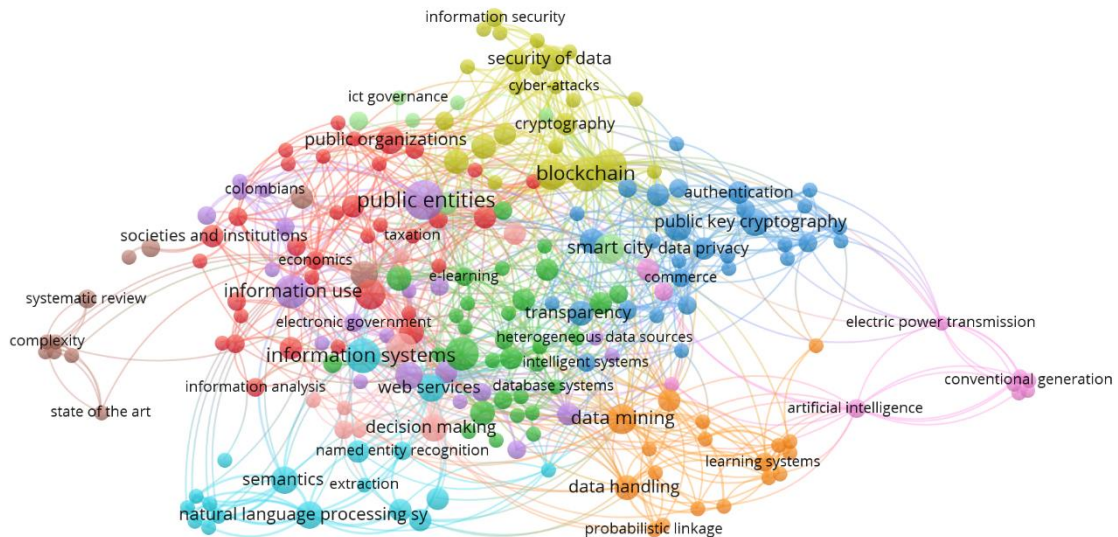 information security
security of data
cyber-attacks
ict governance
cryptography
public organizations
blockchain
colombians
authentication
public entities
public key cryptography
societies and institutions
taxation
smart city
data privacy
economics
e-learning
commerce
systematic review
information use
transparency
electronic government
electric power transmission
complexity
heterogeneous data sources
information systems
intelligent systems
conventional generation
information analysis
web services
database systems
state of the art
artificial intelligence
decision making
data mining
named entity recognition
learning systems
semantics
extraction
data handling
natural language processing sy
probabilistic linkage